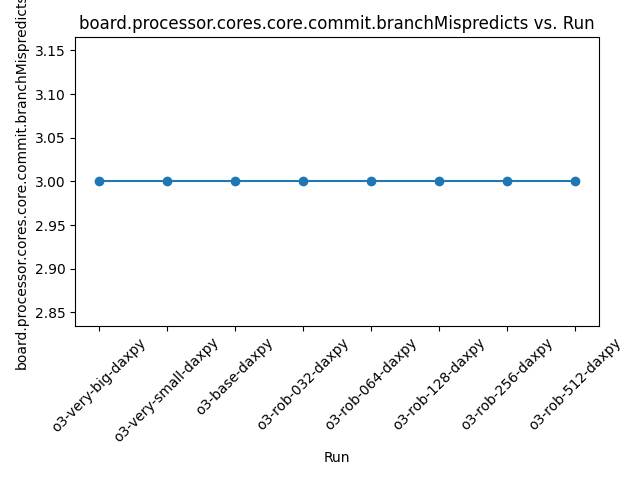 board.processor.cores.core.commit.branchMispredicts vs. Run
board.processor.cores.core.commit.branchMispredicts
3.15
3.10
3.05
3.00
2.95
2.90
2.85
o3-very-big-daxpy
o3-very-small-daxpy
o3-base-daxpy
o3-rob-032-daxpy
o3-rob-064-daxpy
o3-rob-128-daxpy
o3-rob-256-daxpy
o3-rob-512-daxpy
Run